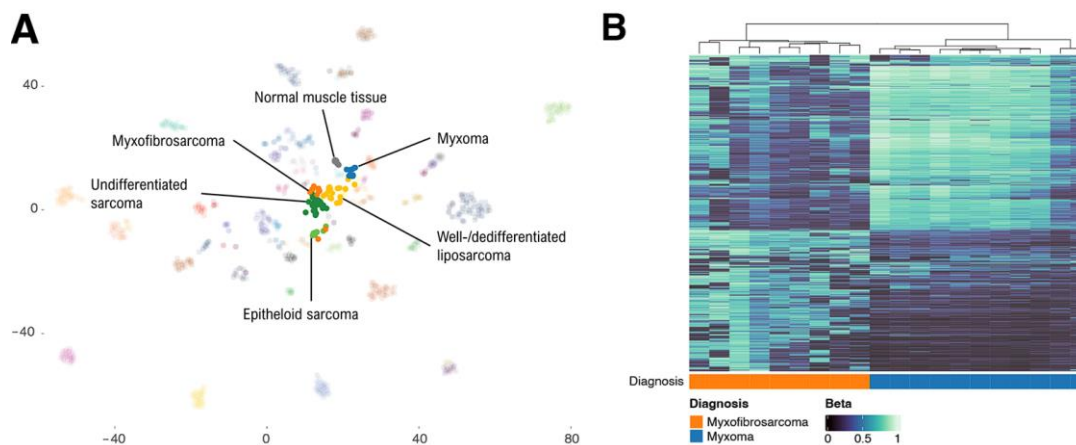 A
B
40
Normal muscle tissue
Myxofibrosarcoma
Myxoma
Undifferentiated
sarcoma
0
Well-/dedifferentiated
liposarcoma
Epitheloid sarcoma
−40
−40
0
40
80
Diagnosis
Diagnosis
Myxofibrosarcoma
Myxoma
Beta
0
0.5
1